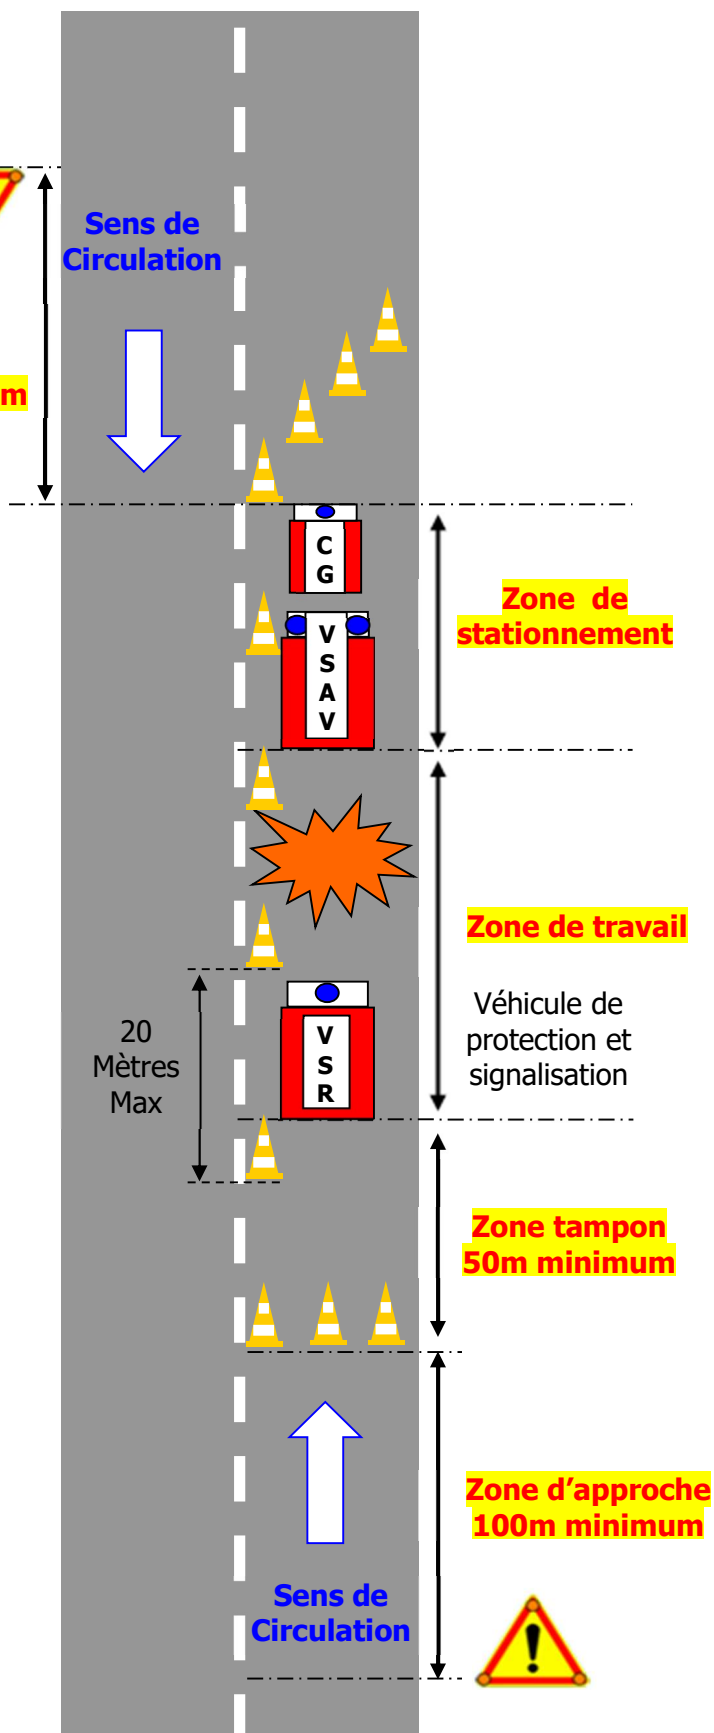 Sens de
Circulation
m
C
G
Zone de
stationnement
V
S
A
V
Zone de travail
Véhicule de
protection et
signalisation
20
Mètres
Max
V
S
R
Zone tampon
50m minimum
Zone d’approche
100m minimum
Sens de
Circulation
!